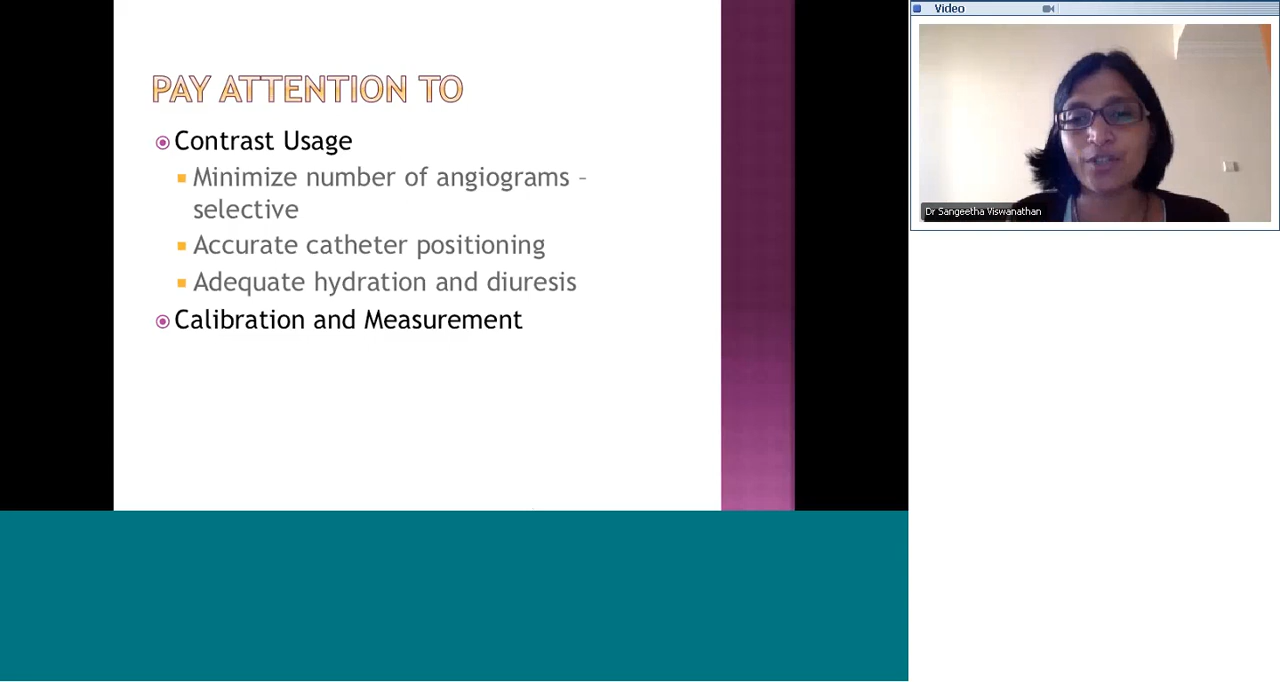 PAY ATTENTION TO
Contrast Usage
Minimize number of angiograms –
selective
Accurate catheter positioning
Adequate hydration and diuresis
Calibration and Measurement
Video
Dr Sangeetha Viswanathan